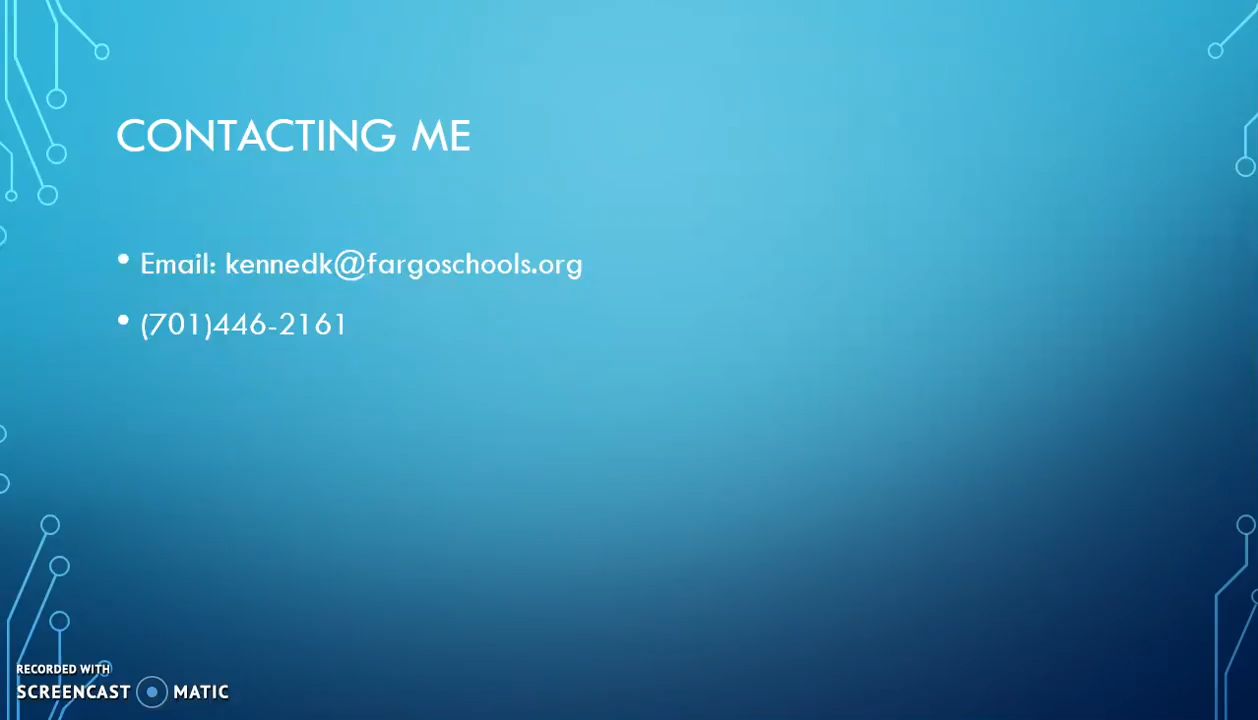 CONTACTING ME
• Email: kennedk@fargoschools.org
• (701)446-2161
RECORDED WITH
SCREENCAST MATIC